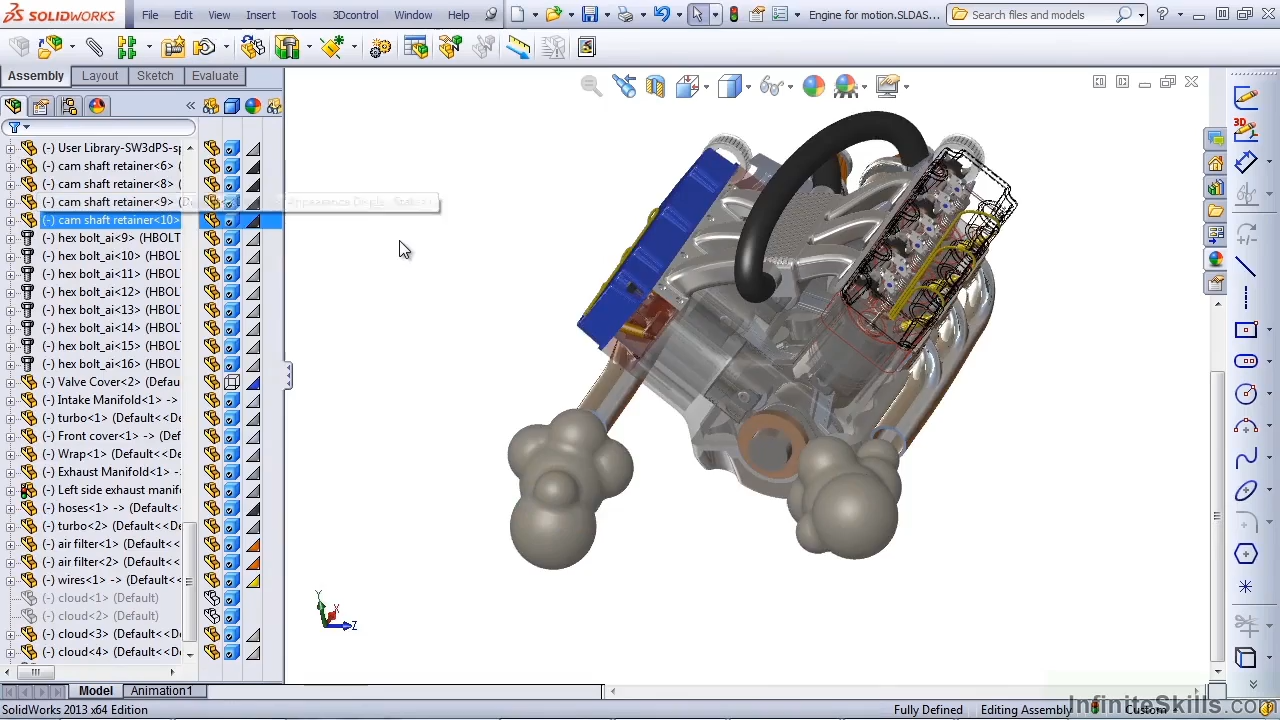 SOLIDWORKS File Edit View Insert Tools 3Dcontrol Window Help Engine for motion.SLDAS... Search files and models
Assembly Layout Sketch Evaluate
(-) User Library-SW3dPS-sp
(-) cam shaft retainer<6> (
(-) cam shaft retainer<8> (
(-) cam shaft retainer<9> (D
(-) cam shaft retainer<10>
(-) hex bolt_ai<9> (HBOLT
(-) hex bolt_ai<10> (HBOL
(-) hex bolt_ai<11> (HBOL
(-) hex bolt_ai<12> (HBOL
(-) hex bolt_ai<13> (HBOL
(-) hex bolt_ai<14> (HBOL
(-) hex bolt_ai<15> (HBOL
(-) hex bolt_ai<16> (HBOL
(-) Valve Cover<2> (Defau
(-) Intake Manifold<1> ->
(-) turbo<1> (Default<<D
(-) Front cover<1> -> (De
(-) Wrap<1> (Default<<D
(-) Exhaust Manifold<1> -
(-) Left side exhaust manif
(-) hoses<1> -> (Default<
(-) turbo<2> (Default<<De
(-) air filter<1> (Default<<
(-) air filter<2> (Default<<
(-) wires<1> -> (Default<<
(-) cloud<1> (Default)
(-) cloud<2> (Default)
(-) cloud<3> (Default<<D
(-) cloud<4> (Default<<D
Y
X
Z
Model Animation1
SolidWorks 2013 x64 Edition Fully Defined Editing Assembly Custom
InfiniteSkills.com